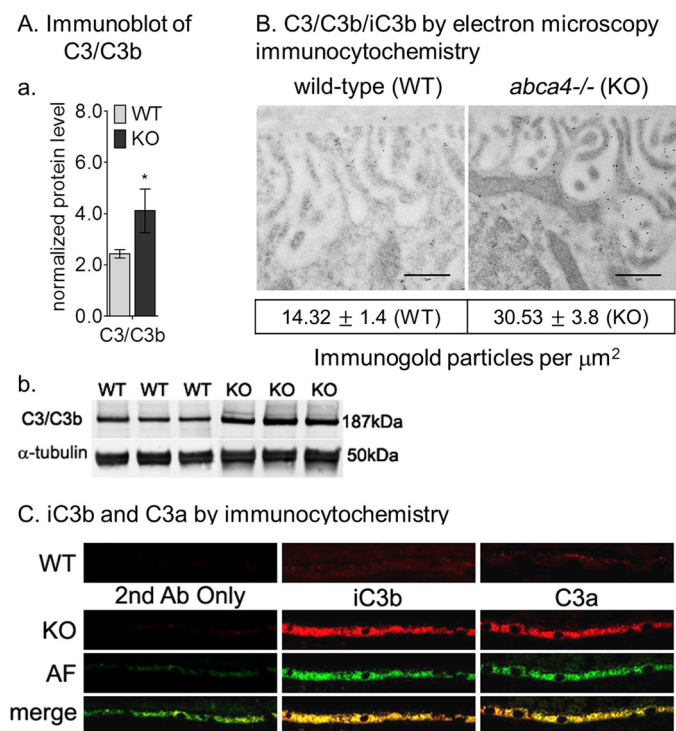 A. Immunoblot of
C3/C3b
a.
8.0
6.0
4.0
2.0
0.0
normalized protein level
WT
KO
*
C3/C3b
B. C3/C3b/iC3b by electron microscopy
immunocytochemistry
wild-type (WT)
abca4-/- (KO)
14.32 ± 1.4 (WT)
30.53 ± 3.8 (KO)
Immunogold particles per μm²
b.
WT WT WT KO KO KO
C3/C3b 187kDa
α-tubulin 50kDa
C. iC3b and C3a by immunocytochemistry
WT
2nd Ab Only iC3b C3a
KO
AF
merge